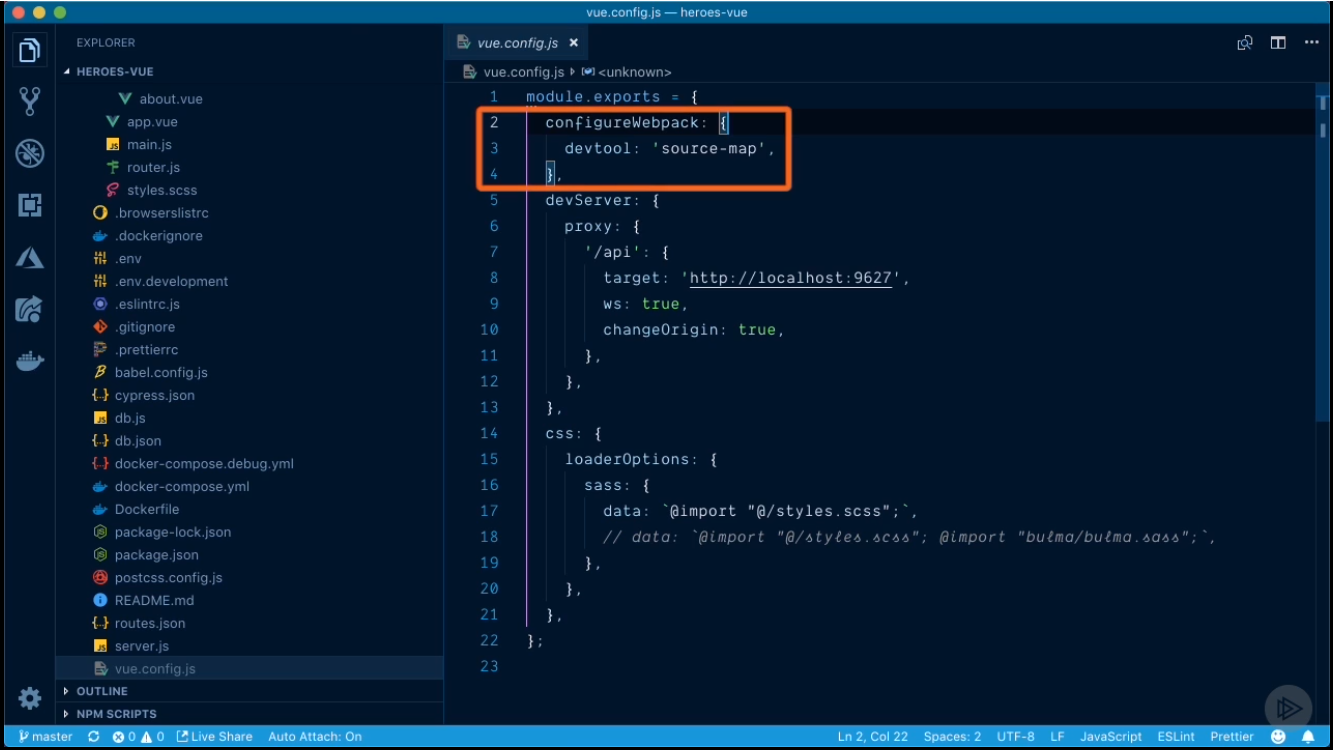 vue.config.js — heroes-vue
EXPLORER
HEROES-VUE
about.vue
app.vue
main.js
router.js
styles.scss
.browserslistrc
.dockerignore
.env
.env.development
.eslintrc.js
.gitignore
.prettierrc
babel.config.js
cypress.json
db.js
db.json
docker-compose.debug.yml
docker-compose.yml
Dockerfile
package-lock.json
package.json
postcss.config.js
README.md
routes.json
server.js
vue.config.js
OUTLINE
NPM SCRIPTS
vue.config.js ×
vue.config.js <unknown>
1 module.exports = {
2 configureWebpack: {
3 devtool: 'source-map',
4 },
5 devServer: {
6 proxy: {
7 '/api': {
8 target: 'http://localhost:9627',
9 ws: true,
10 changeOrigin: true,
11 },
12 },
13 },
14 css: {
15 loaderOptions: {
16 sass: {
17 data: `@import "@/styles.scss";`,
18 // data: `@import "@/styles.scss"; @import "bulma/bulma.sass";`,
19 },
20 },
21 },
22 };
23
master 0 0 Live Share Auto Attach: On Ln 2, Col 22 Spaces: 2 UTF-8 LF JavaScript ESLint Prettier